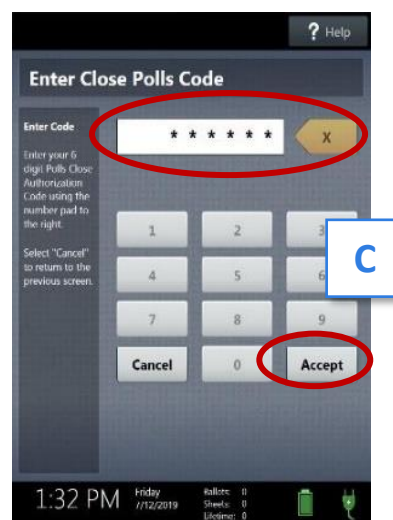 ? Help
Enter Close Polls Code
Enter Code
Enter your 6
digit Polls Close
Authorization
Code using the
number pad to
the right.
Select "Cancel"
to return to the
previous screen.
* * * * * *
X
1 2 3
4 5 6
7 8 9
Cancel 0 Accept
C
1:32 PM
Friday
7/12/2019
Ballots: 0
Sheets: 0
Lifetime: 0